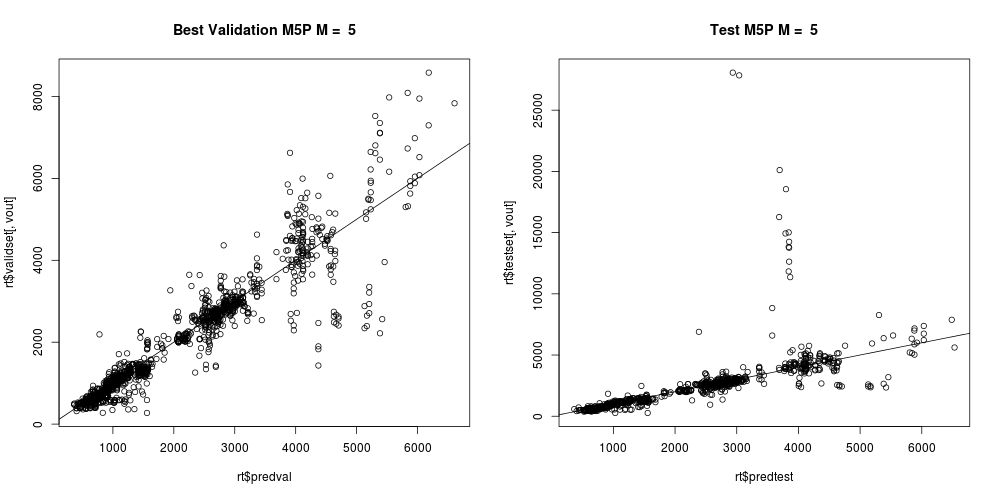 Best Validation M5P M = 5
rt$validset[, vout]
8000
6000
4000
2000
0
1000 2000 3000 4000 5000 6000
rt$predval
Test M5P M = 5
rt$testset[, vout]
25000
20000
15000
10000
5000
0
1000 2000 3000 4000 5000 6000
rt$predtest